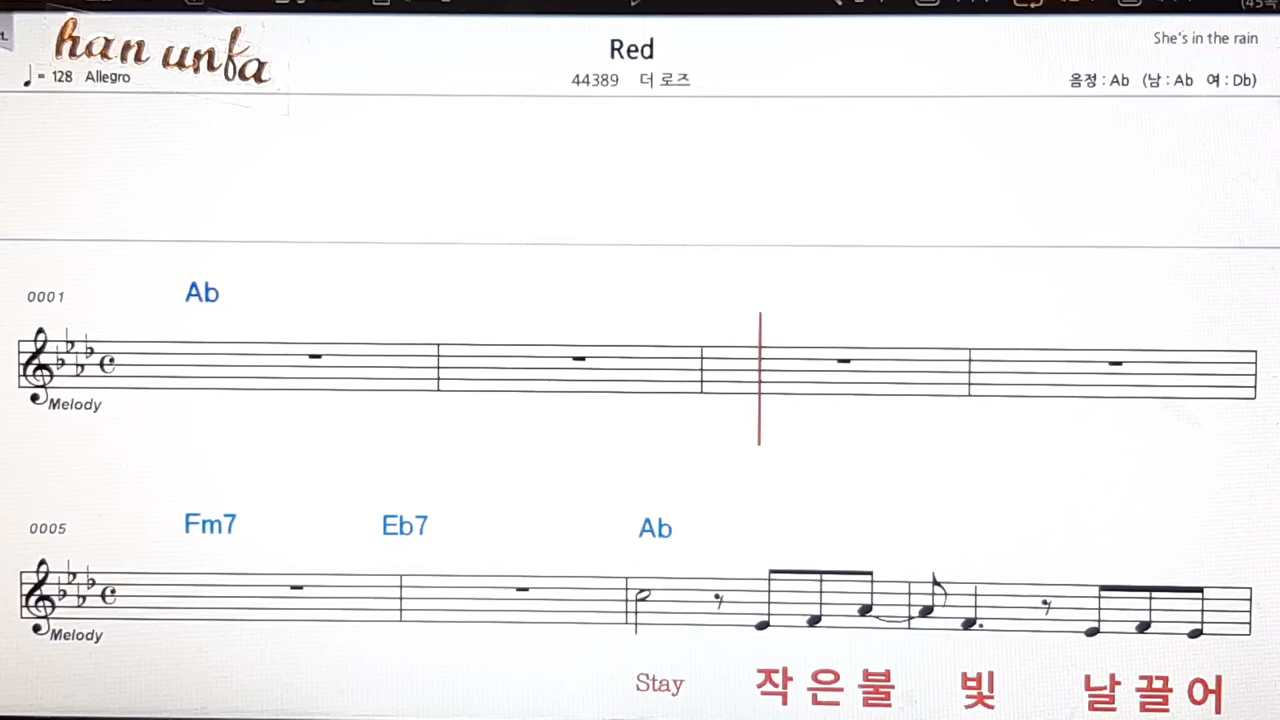 han unfa
Red
She's in the rain
= 128 Allegro
44389 더 로즈
음정 : Ab (남 : Ab 여 : Db)
0001
Ab
Melody
0005
Fm7 Eb7 Ab
Melody
Stay 작은불 빛 날끌어